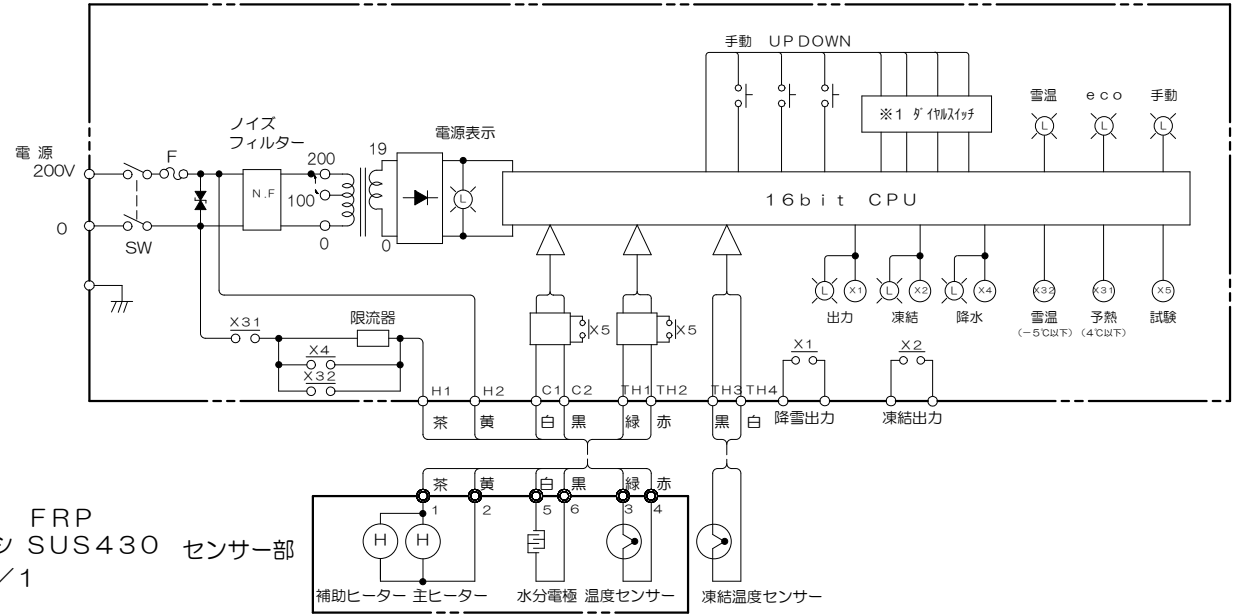 手動 UP DOWN
雪温 eco 手動
※1 ダイヤルスイッチ
L L L
ノイズ
フィルター
電源表示
電源
200V
F
200
19
N.F
100
L
16bit CPU
0
SW
0
0
L X1 L X2 L X4 X32 X31 X5
出力 凍結 降水 雪温 予熱 試験
(-5℃以下) (4℃以下)
X31
限流器
X5 X5
X4
X32
X1
X2
H1 H2 C1 C2 TH1 TH2 TH3 TH4
茶 黄 白 黒 緑 赤 黒 白 降雪出力 凍結出力
茶 黄 白 黒 緑 赤
1 2 5 6 3 4
FRP
シ SUS430 センサー部
/1
H H
補助ヒーター 主ヒーター 水分電極 温度センサー 凍結温度センサー